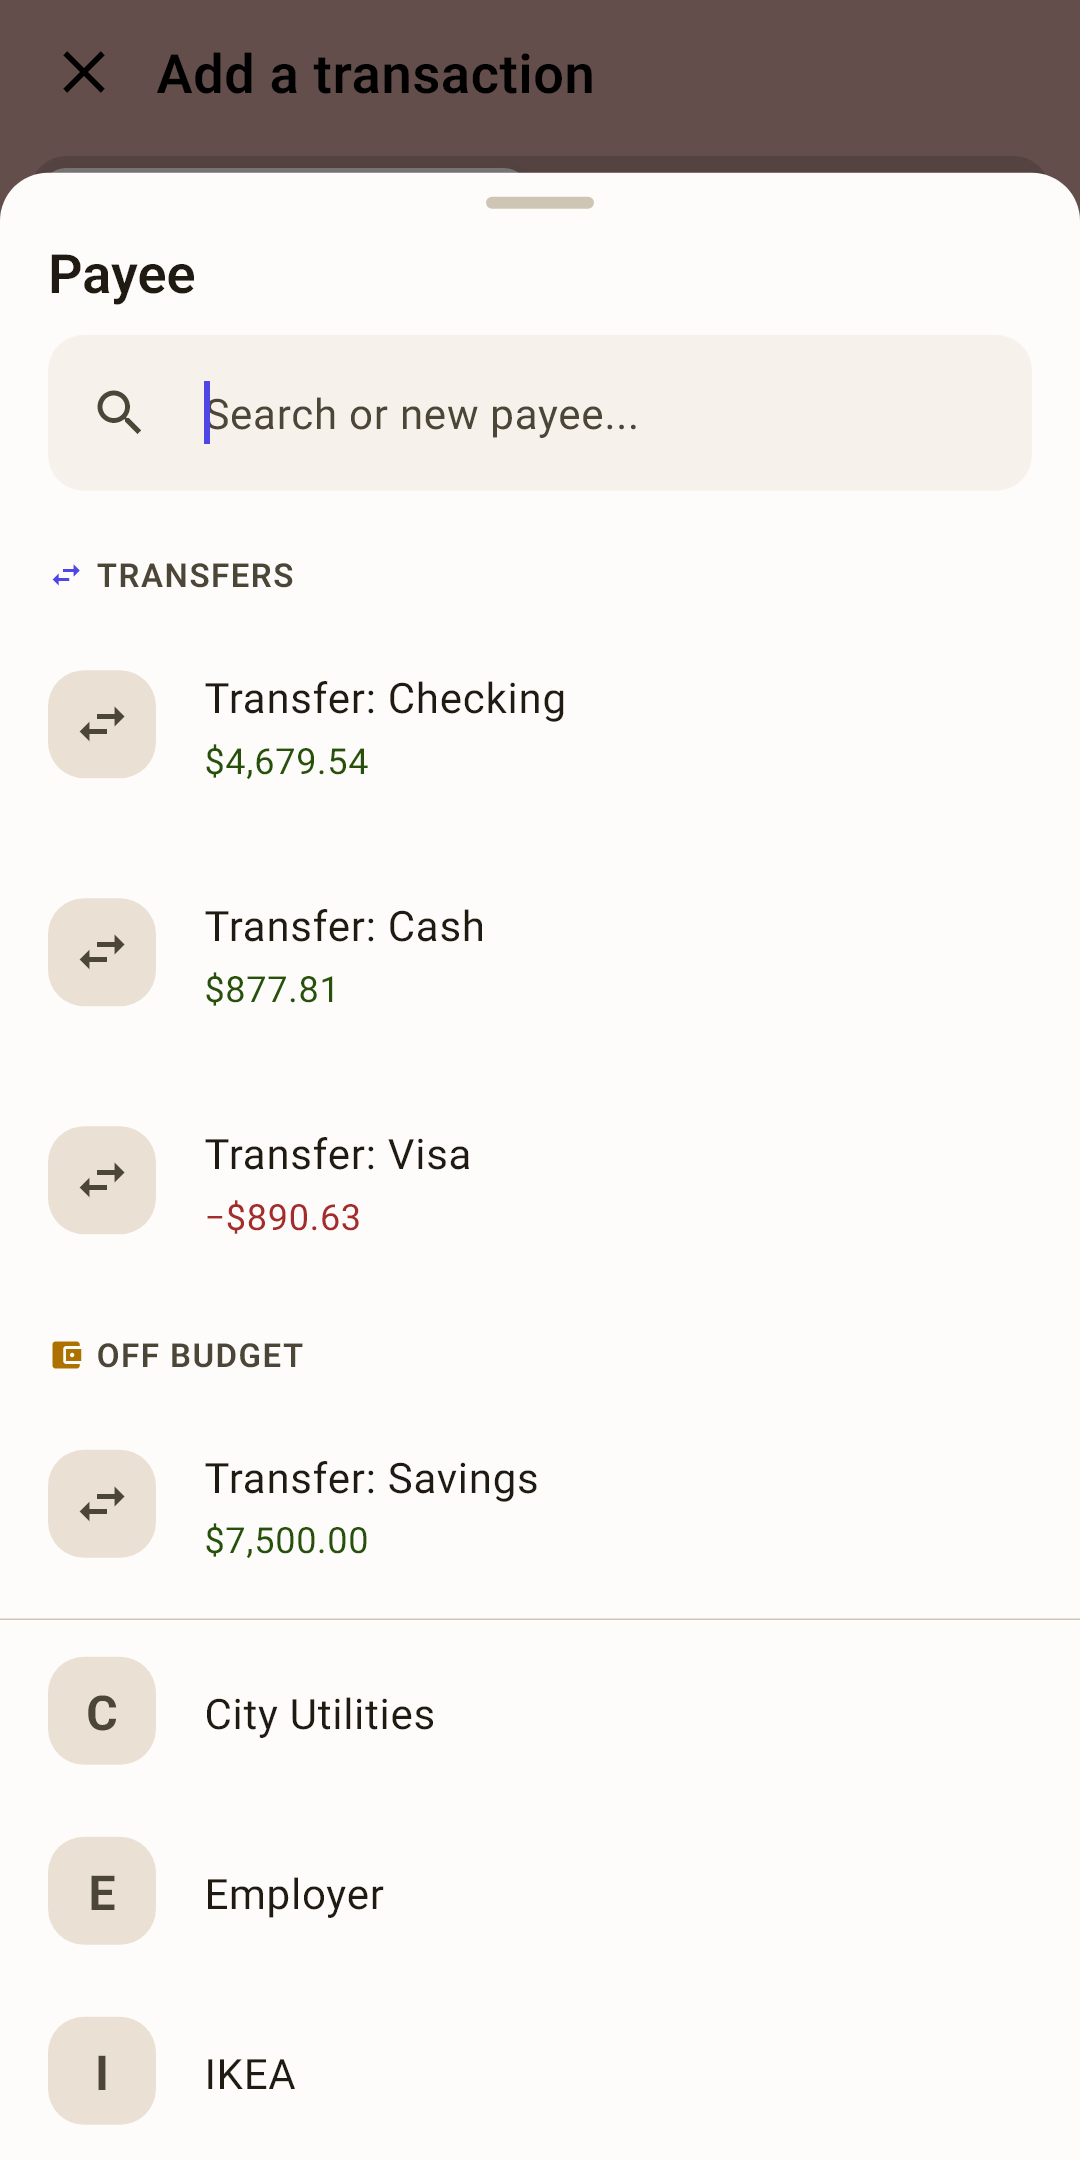 Add a transaction
Payee
Search or new payee...
TRANSFERS
Transfer: Checking
$4,679.54
Transfer: Cash
$877.81
Transfer: Visa
−$890.63
OFF BUDGET
Transfer: Savings
$7,500.00
C City Utilities
E Employer
I IKEA